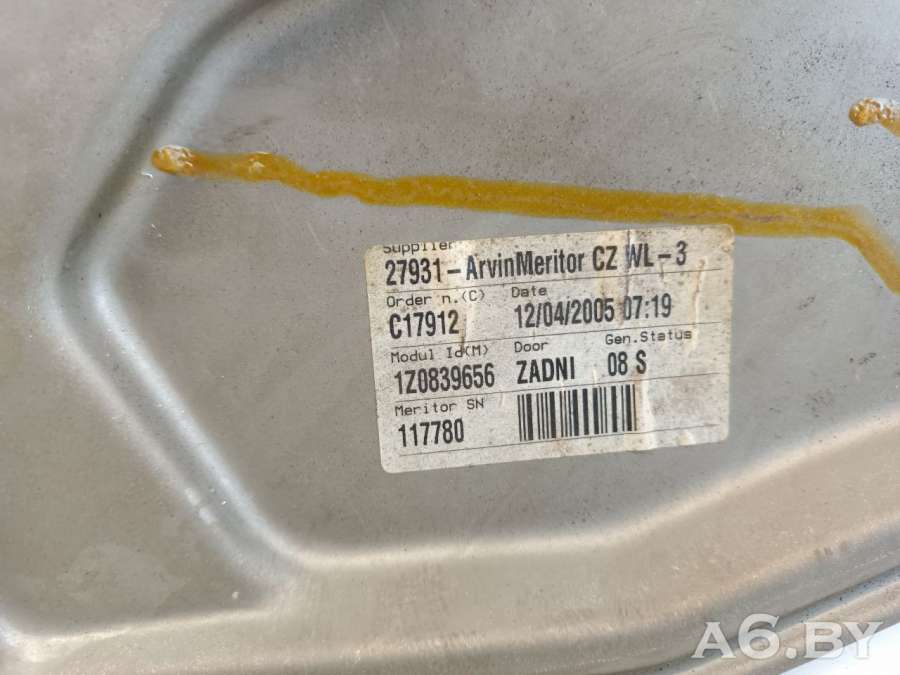 Supplier
27931-ArvinMeritor CZ WL-3
Order n.(C) Date
C17912 12/04/2005 07:19
Modul Id(M) Door Gen.Status
1Z0839656 ZADNI 08 S
Meritor SN
117780
A6.BY